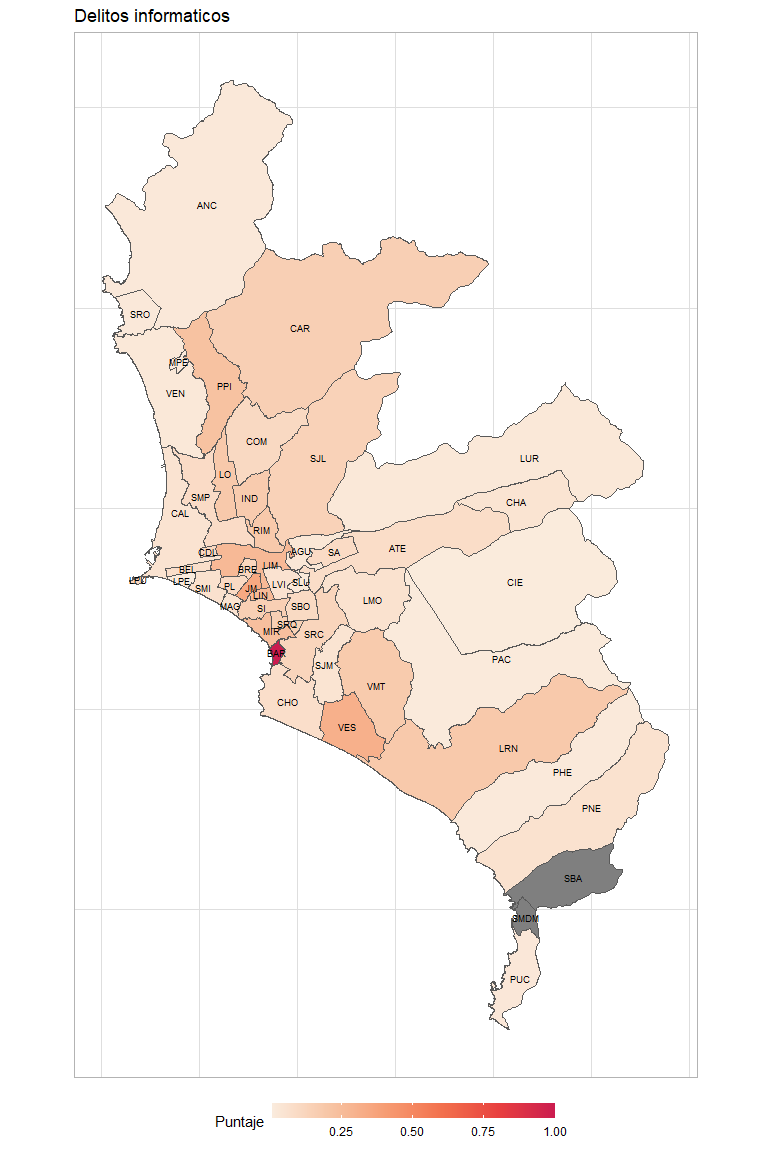 Delitos informaticos
ANC
SRO
CAR
MPE
PPI
VEN
COM
SJL
LUR
LO
SMP
IND
CHA
CAL
RIM
CDL
AGU
SA
ATE
LIM
BRE
BEL
LPE
SMI
PL
JM
LVI
SLU
CIE
LIN
MAG
SI
SBO
LMO
MIR
SRQ
SRC
BAR
SJM
PAC
VMT
CHO
VES
LRN
PHE
PNE
SBA
SMDM
PUC
Puntaje
0.25 0.50 0.75 1.00